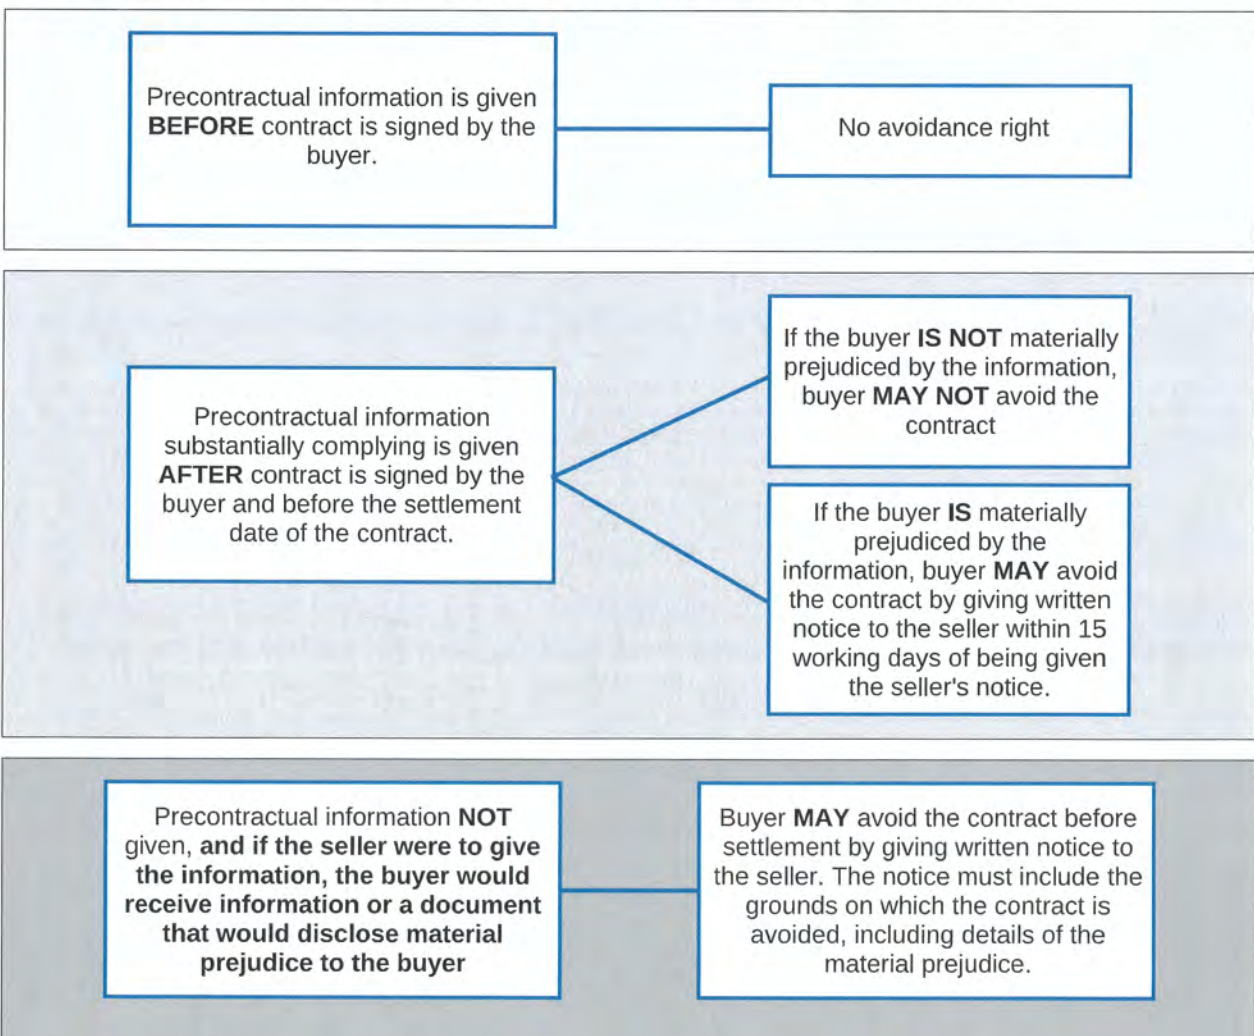 Precontractual information is given
BEFORE contract is signed by the
buyer.
No avoidance right
Precontractual information
substantially complying is given
AFTER contract is signed by the
buyer and before the settlement
date of the contract.
If the buyer IS NOT materially
prejudiced by the information,
buyer MAY NOT avoid the
contract
If the buyer IS materially
prejudiced by the
information, buyer MAY avoid
the contract by giving written
notice to the seller within 15
working days of being given
the seller's notice.
Precontractual information NOT
given, and if the seller were to give
the information, the buyer would
receive information or a document
that would disclose material
prejudice to the buyer
Buyer MAY avoid the contract before
settlement by giving written notice to
the seller. The notice must include the
grounds on which the contract is
avoided, including details of the
material prejudice.